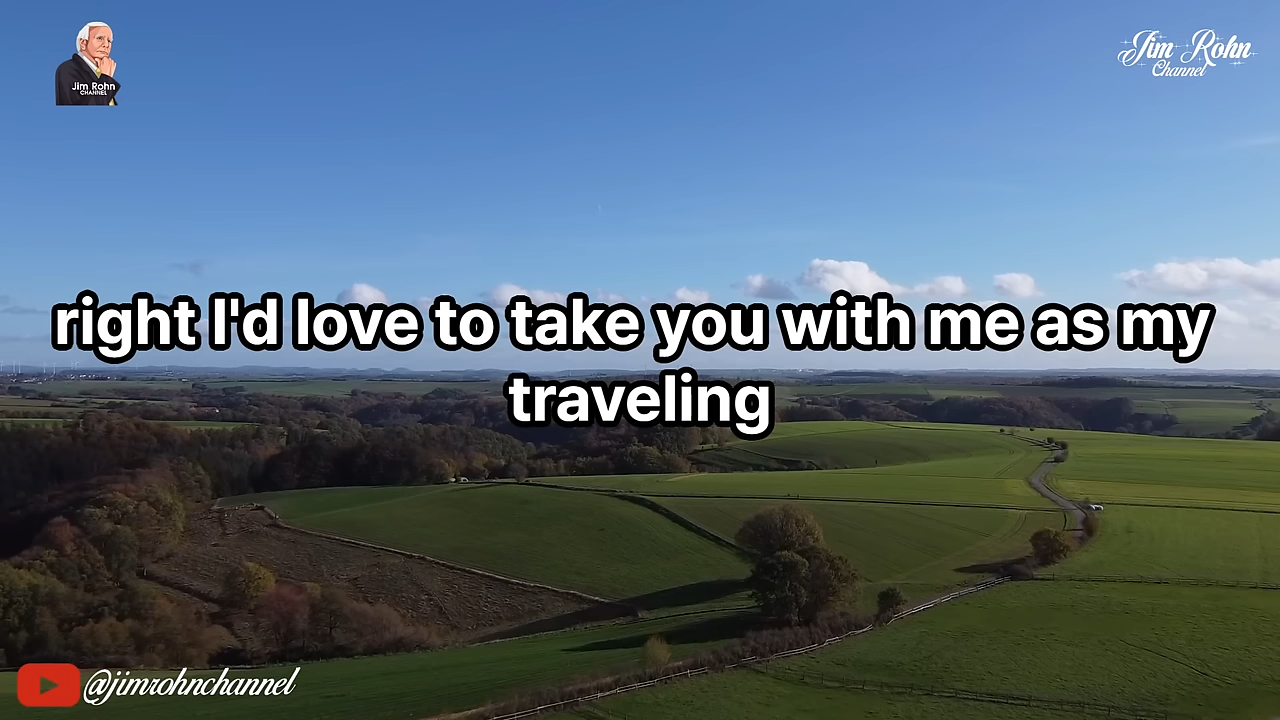 Jim Rohn
CHANNEL
Jim Rohn
Channel
right I'd love to take you with me as my
traveling
@jimrohnchannel